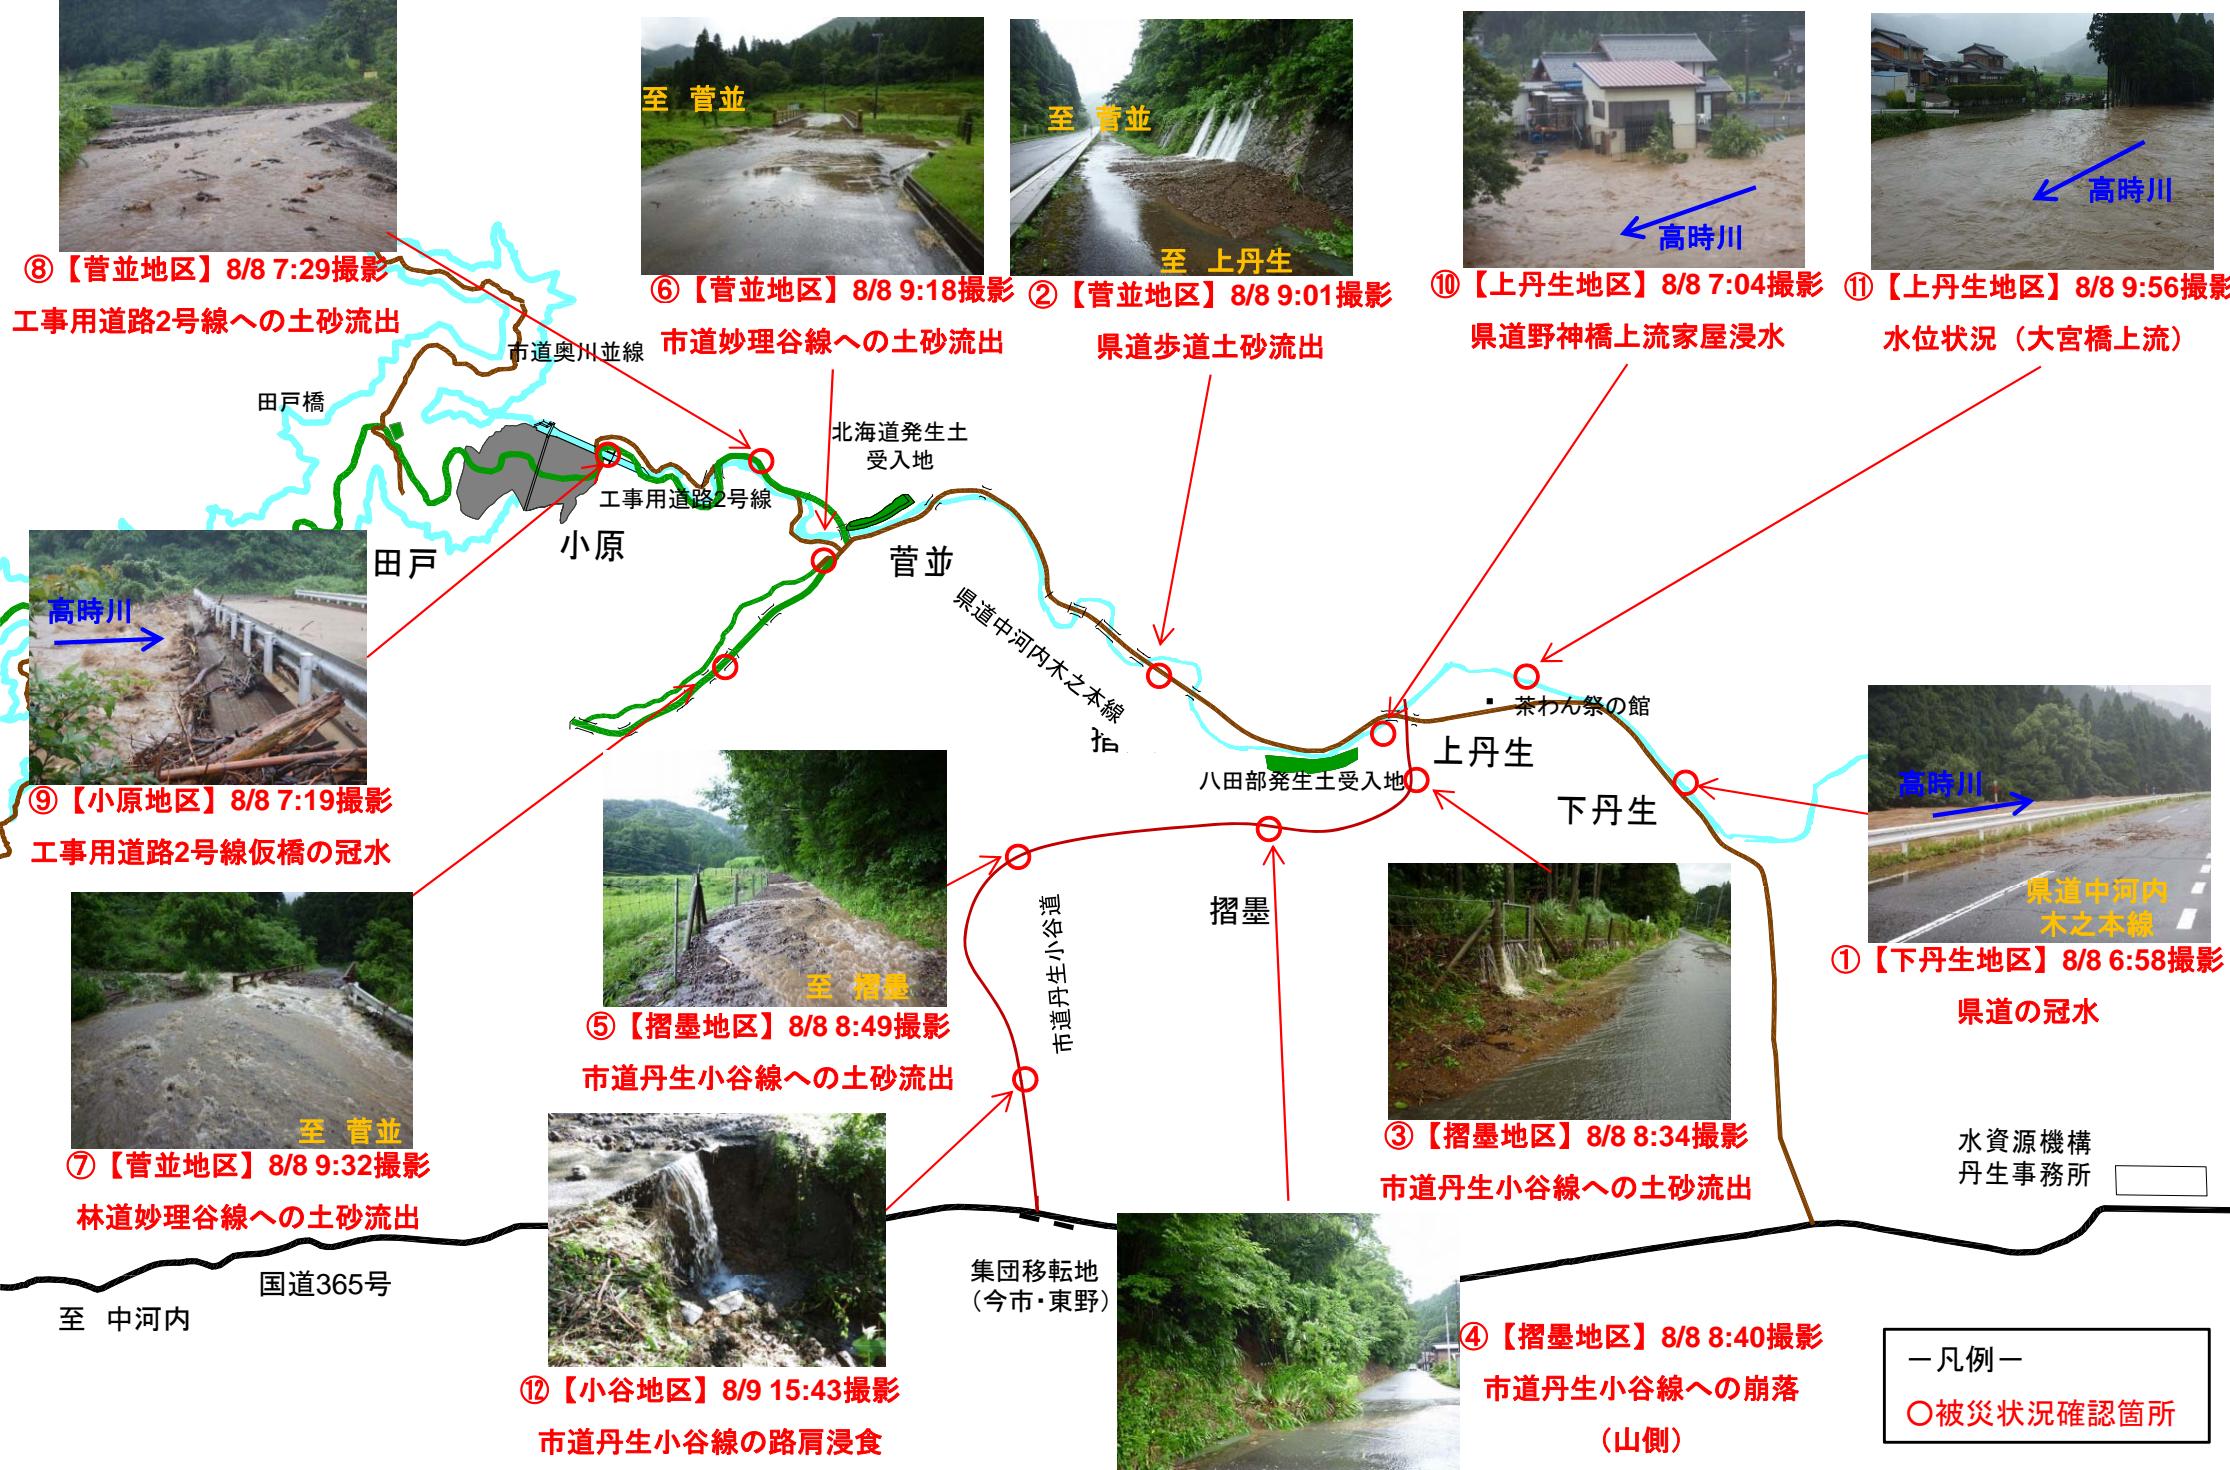 至 菅並
至 菅並
至 上丹生
高時川
高時川
⑧【菅並地区】8/8 7:29撮影
工事用道路2号線への土砂流出
⑥【菅並地区】8/8 9:18撮影
市道妙理谷線への土砂流出
②【菅並地区】8/8 9:01撮影
県道歩道土砂流出
⑩【上丹生地区】8/8 7:04撮影
県道野神橋上流家屋浸水
⑪【上丹生地区】8/8 9:56撮影
水位状況（大宮橋上流）
市道奥川並線
田戸橋
北海道発生土
受入地
工事用道路2号線
小原
田戸
菅並
県道中河内木之本線
高時川
⑨【小原地区】8/8 7:19撮影
工事用道路2号線仮橋の冠水
茶わん祭の館
上丹生
八田部発生土受入地
下丹生
高時川
県道中河内
木之本線
①【下丹生地区】8/8 6:58撮影
県道の冠水
摺墨
市道丹生小谷道
至 摺墨
⑤【摺墨地区】8/8 8:49撮影
市道丹生小谷線への土砂流出
至 菅並
⑦【菅並地区】8/8 9:32撮影
林道妙理谷線への土砂流出
③【摺墨地区】8/8 8:34撮影
市道丹生小谷線への土砂流出
水資源機構
丹生事務所
国道365号
至 中河内
集団移転地
（今市・東野）
⑫【小谷地区】8/9 15:43撮影
市道丹生小谷線の路肩浸食
④【摺墨地区】8/8 8:40撮影
市道丹生小谷線への崩落
（山側）
－凡例－
○被災状況確認箇所